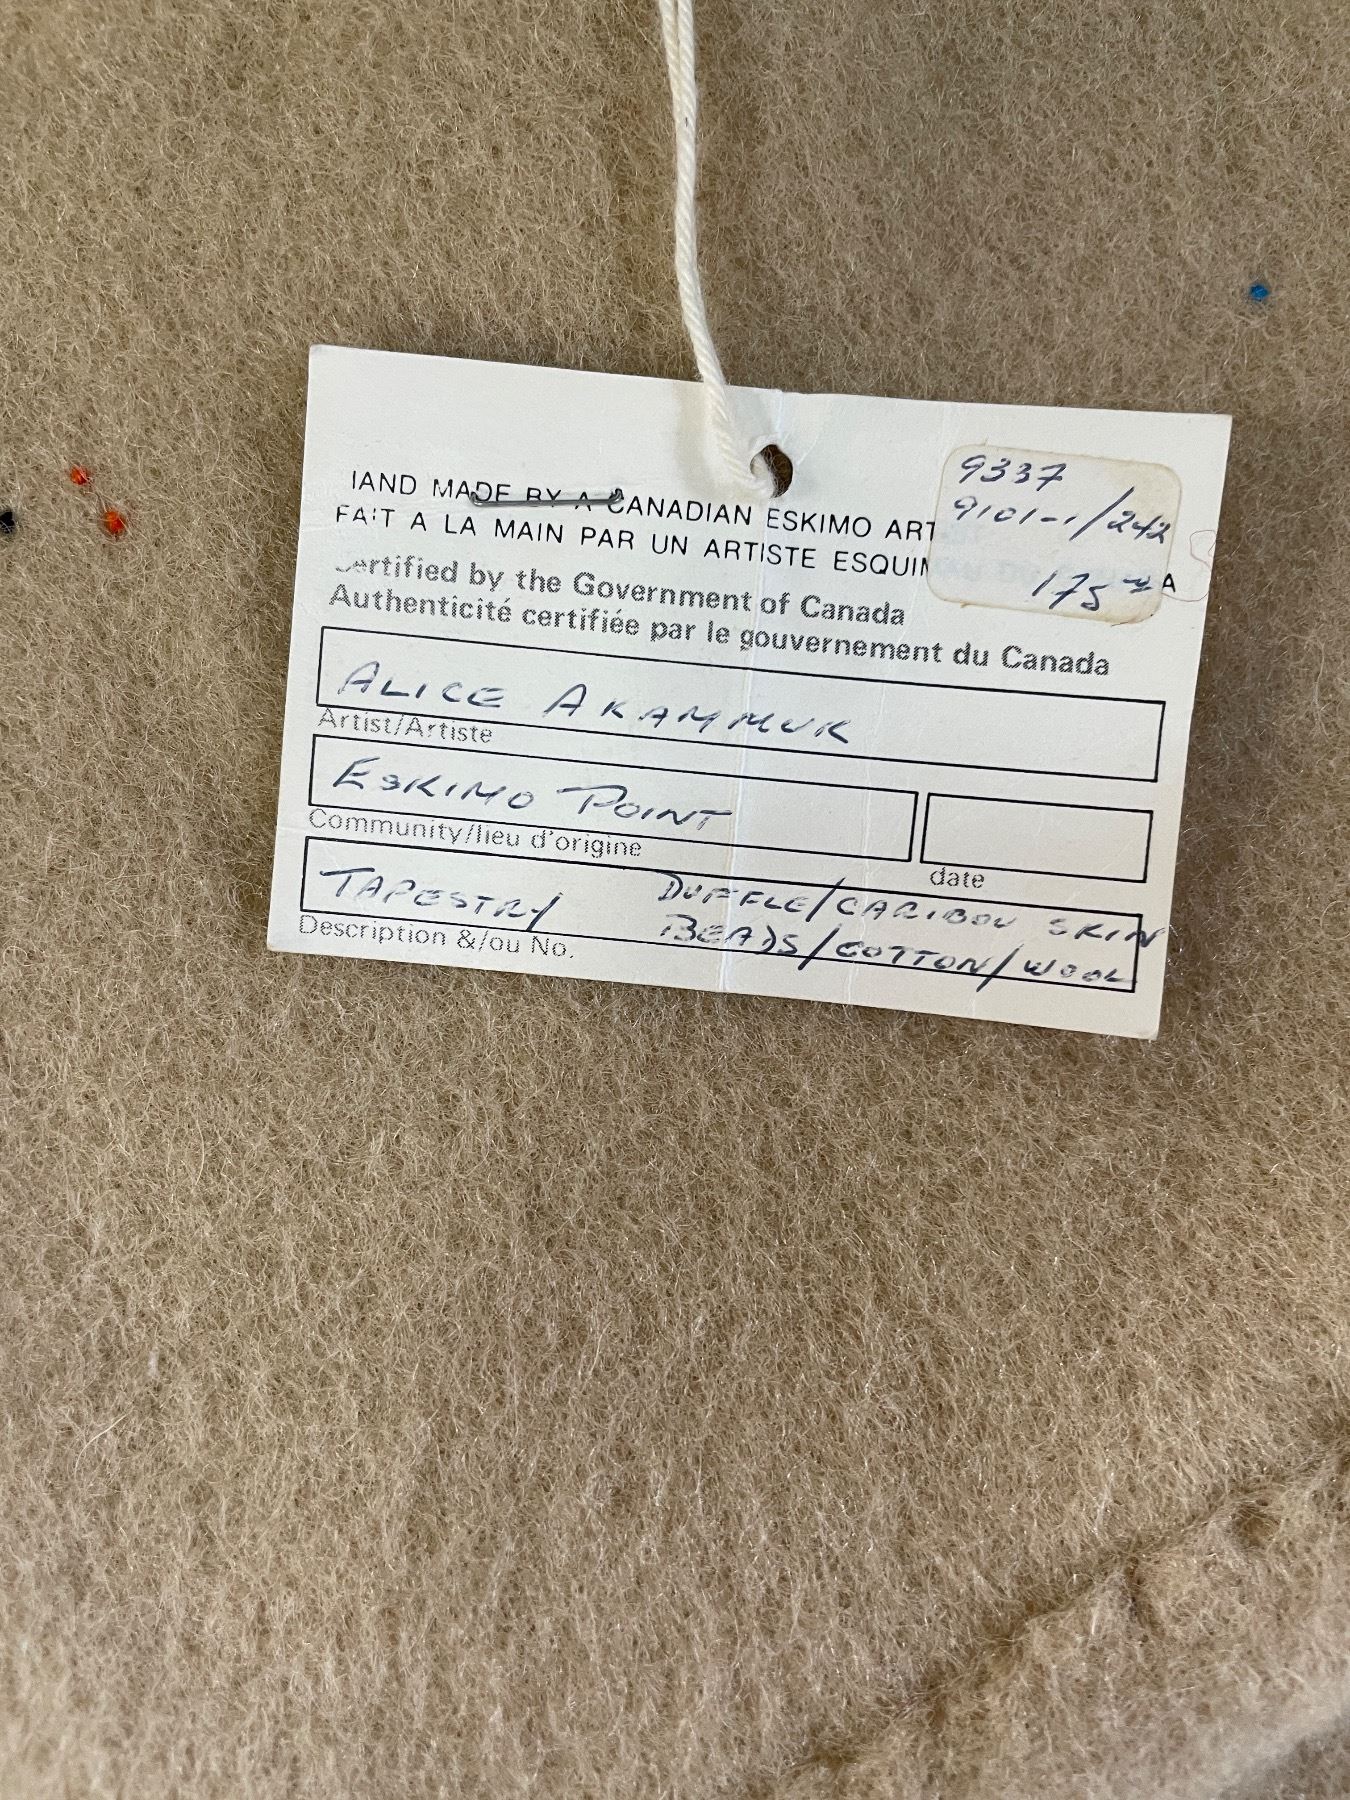 9337
9101--1/242
175
IAND MADE BY A CANADIAN ESKIMO ART
FAIT A LA MAIN PAR UN ARTISTE ESQUIM A
ertified by the Government of Canada
Authenticité certifiée par le gouvernement du Canada
ALICE AKAMMUK
Artist/Artiste
ESKIMO POINT
Community/lieu d'origine
date
TAPESTRY DUFFLE/CARIBOU SKIN
BEADS/COTTON/WOOL
Description &/ou No.